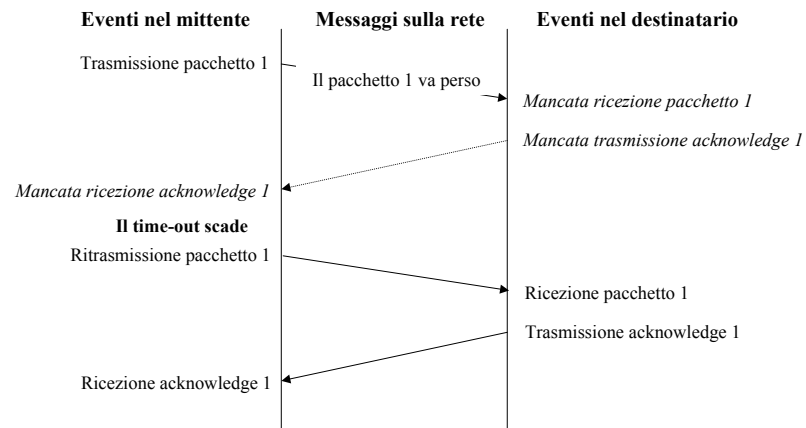 Eventi nel mittente Messaggi sulla rete Eventi nel destinatario
Trasmissione pacchetto 1
Il pacchetto 1 va perso
Mancata ricezione pacchetto 1
Mancata trasmissione acknowledge 1
Mancata ricezione acknowledge 1
Il time-out scade
Ritrasmissione pacchetto 1
Ricezione pacchetto 1
Trasmissione acknowledge 1
Ricezione acknowledge 1